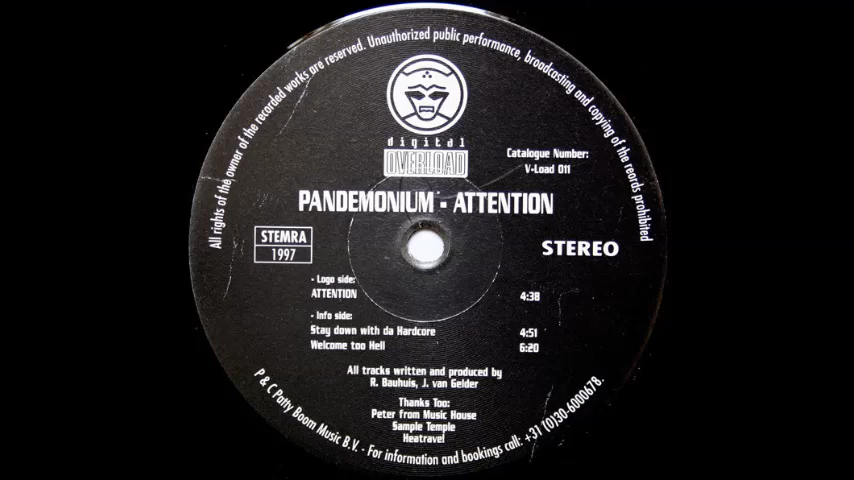 All rights of the owner of the recorded works are reserved. Unauthorized public performance, broadcasting and copying of the reords prohibited
digital
OVERLOAD
Catalogue Number:
V-Load 011
PANDEMONIUM - ATTENTION
STEMRA
1997
STEREO
- Logo side:
ATTENTION 4:38
- Info side:
Stay down with da Hardcore 4:51
Welcome too Hell 6:20
All tracks written and produced by
R. Bauhuis, J. van Gelder
Thanks Too:
Peter from Music House
Sample Temple
Heatravel
P & C Patty Boom Music B.V. - For information and bookings call: +31 (0)30-6000678.